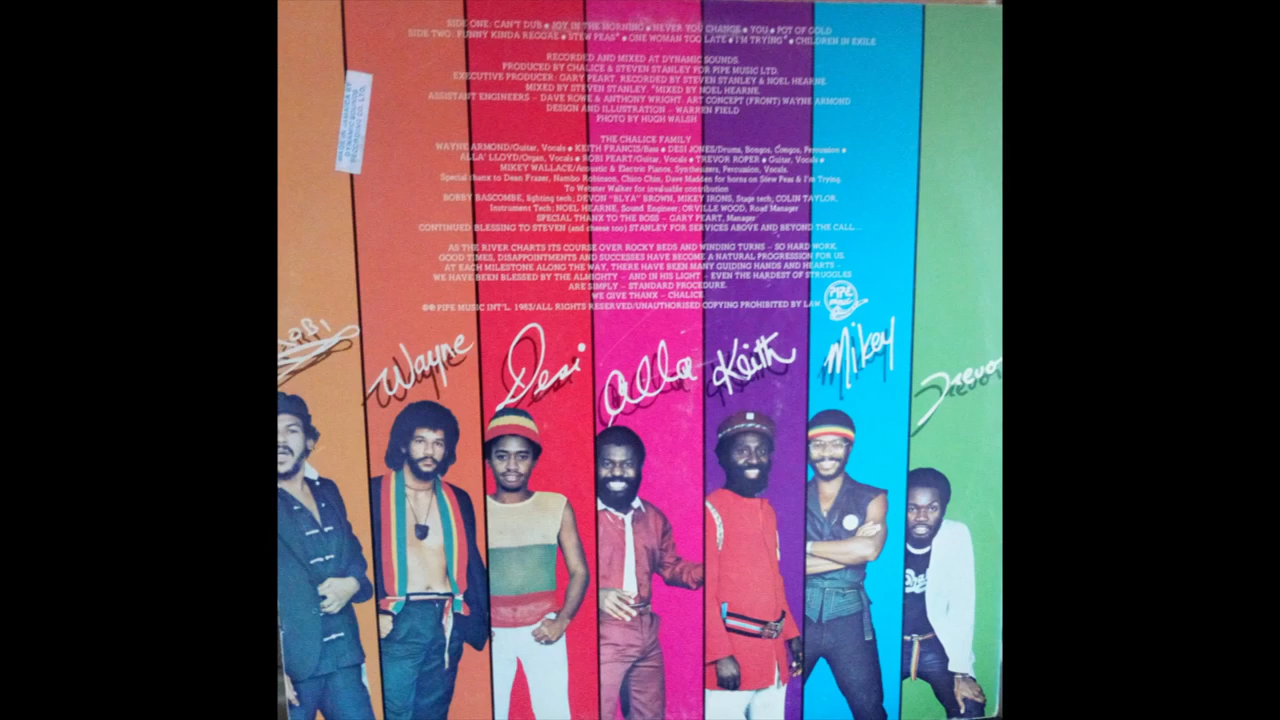 SIDE ONE: CAN'T DUB ● JOY IN THE MORNING ● NEVER YOU CHANGE ● YOU ● POT OF GOLD
SIDE TWO: FUNNY KINDA REGGAE ● STEW PEAS* ● ONE WOMAN TOO LATE ● I'M TRYING* ● CHILDREN IN EXILE
RECORDED AND MIXED AT DYNAMIC SOUNDS.
PRODUCED BY CHALICE & STEVEN STANLEY FOR PIPE MUSIC LTD.
EXECUTIVE PRODUCER: GARY PEART. RECORDED BY STEVEN STANLEY & NOEL HEARNE.
MIXED BY STEVEN STANLEY. *MIXED BY NOEL HEARNE.
ASSISTANT ENGINEERS – DAVE ROWE & ANTHONY WRIGHT. ART CONCEPT (FRONT) WAYNE ARMOND
DESIGN AND ILLUSTRATION – WARREN FIELD
PHOTO BY HUGH WALSH
THE CHALICE FAMILY
WAYNE ARMOND/Guitar, Vocals ● KEITH FRANCIS/Bass ● DESI JONES/Drums, Bongos, Congos, Percussion ●
ALLA' LLOYD/Organ, Vocals ● ROBI PEART/Guitar, Vocals ● TREVOR ROPER ● Guitar, Vocals ●
MIKEY WALLACE/Acoustic & Electric Pianos, Synthesizers, Percussion, Vocals.
Special thanx to Dean Frazer, Nambo Robinson, Chico Chin, Dave Madden for horns on Stew Peas & I'm Trying.
To Webster Walker for invaluable contribution
BOBBY BASCOMBE, lighting tech; DEVON "BLYA" BROWN, MIKEY IRONS, Stage tech; COLIN TAYLOR,
Instrument Tech; NOEL HEARNE, Sound Engineer; ORVILLE WOOD, Road Manager
SPECIAL THANX TO THE BOSS – GARY PEART, Manager
CONTINUED BLESSING TO STEVEN (and cheese too) STANLEY FOR SERVICES ABOVE AND BEYOND THE CALL...
AS THE RIVER CHARTS ITS COURSE OVER ROCKY BEDS AND WINDING TURNS – SO HARD WORK,
GOOD TIMES, DISAPPOINTMENTS AND SUCCESSES HAVE BECOME A NATURAL PROGRESSION FOR US.
AT EACH MILESTONE ALONG THE WAY, THERE HAVE BEEN MANY GUIDING HANDS AND HEARTS –
WE HAVE BEEN BLESSED BY THE ALMIGHTY – AND IN HIS LIGHT – EVEN THE HARDEST OF STRUGGLES
ARE SIMPLY – STANDARD PROCEDURE.
WE GIVE THANX – CHALICE.
©℗ PIPE MUSIC INT'L. 1983/ALL RIGHTS RESERVED/UNAUTHORISED COPYING PROHIBITED BY LAW
PIPE music
MADE IN JAMAICA BY
DYNAMIC SOUNDS
RECORDING CO. LTD.
Wayne
Desi
Alla
Keith
Mikey
Trevor